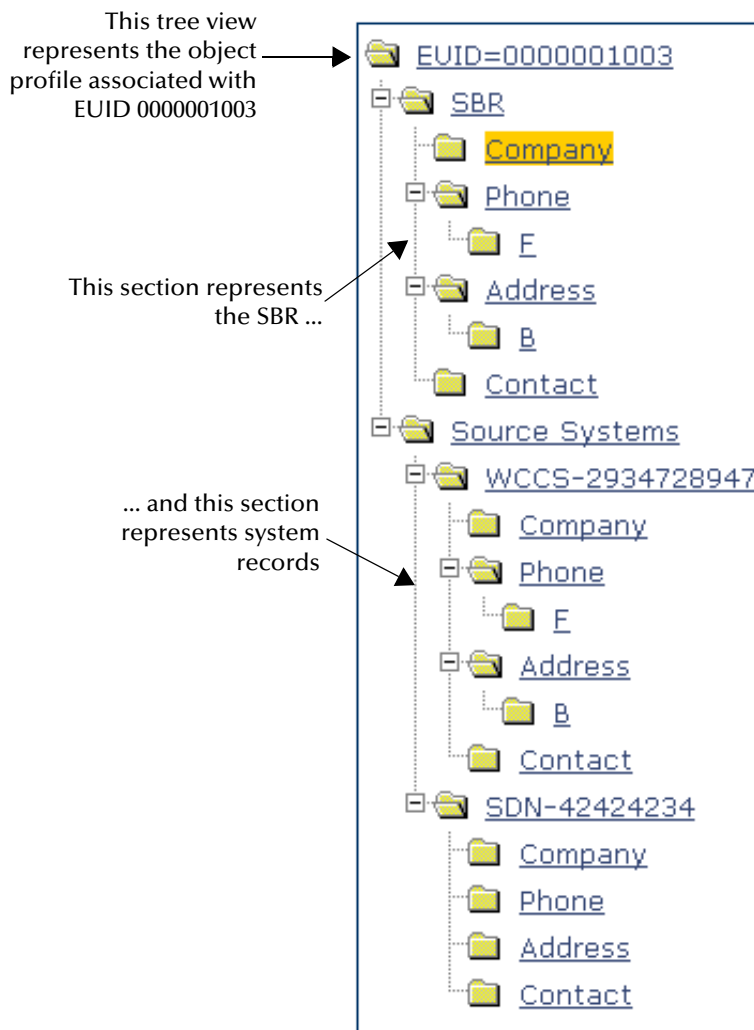 This tree view
represents the object
profile associated with
EUID 0000001003
EUID=0000001003
SBR
Company
Phone
F
This section represents
the SBR ...
Address
B
Contact
Source Systems
WCCS-2934728947
... and this section
represents system
records
Company
Phone
F
Address
B
Contact
SDN-42424234
Company
Phone
Address
Contact